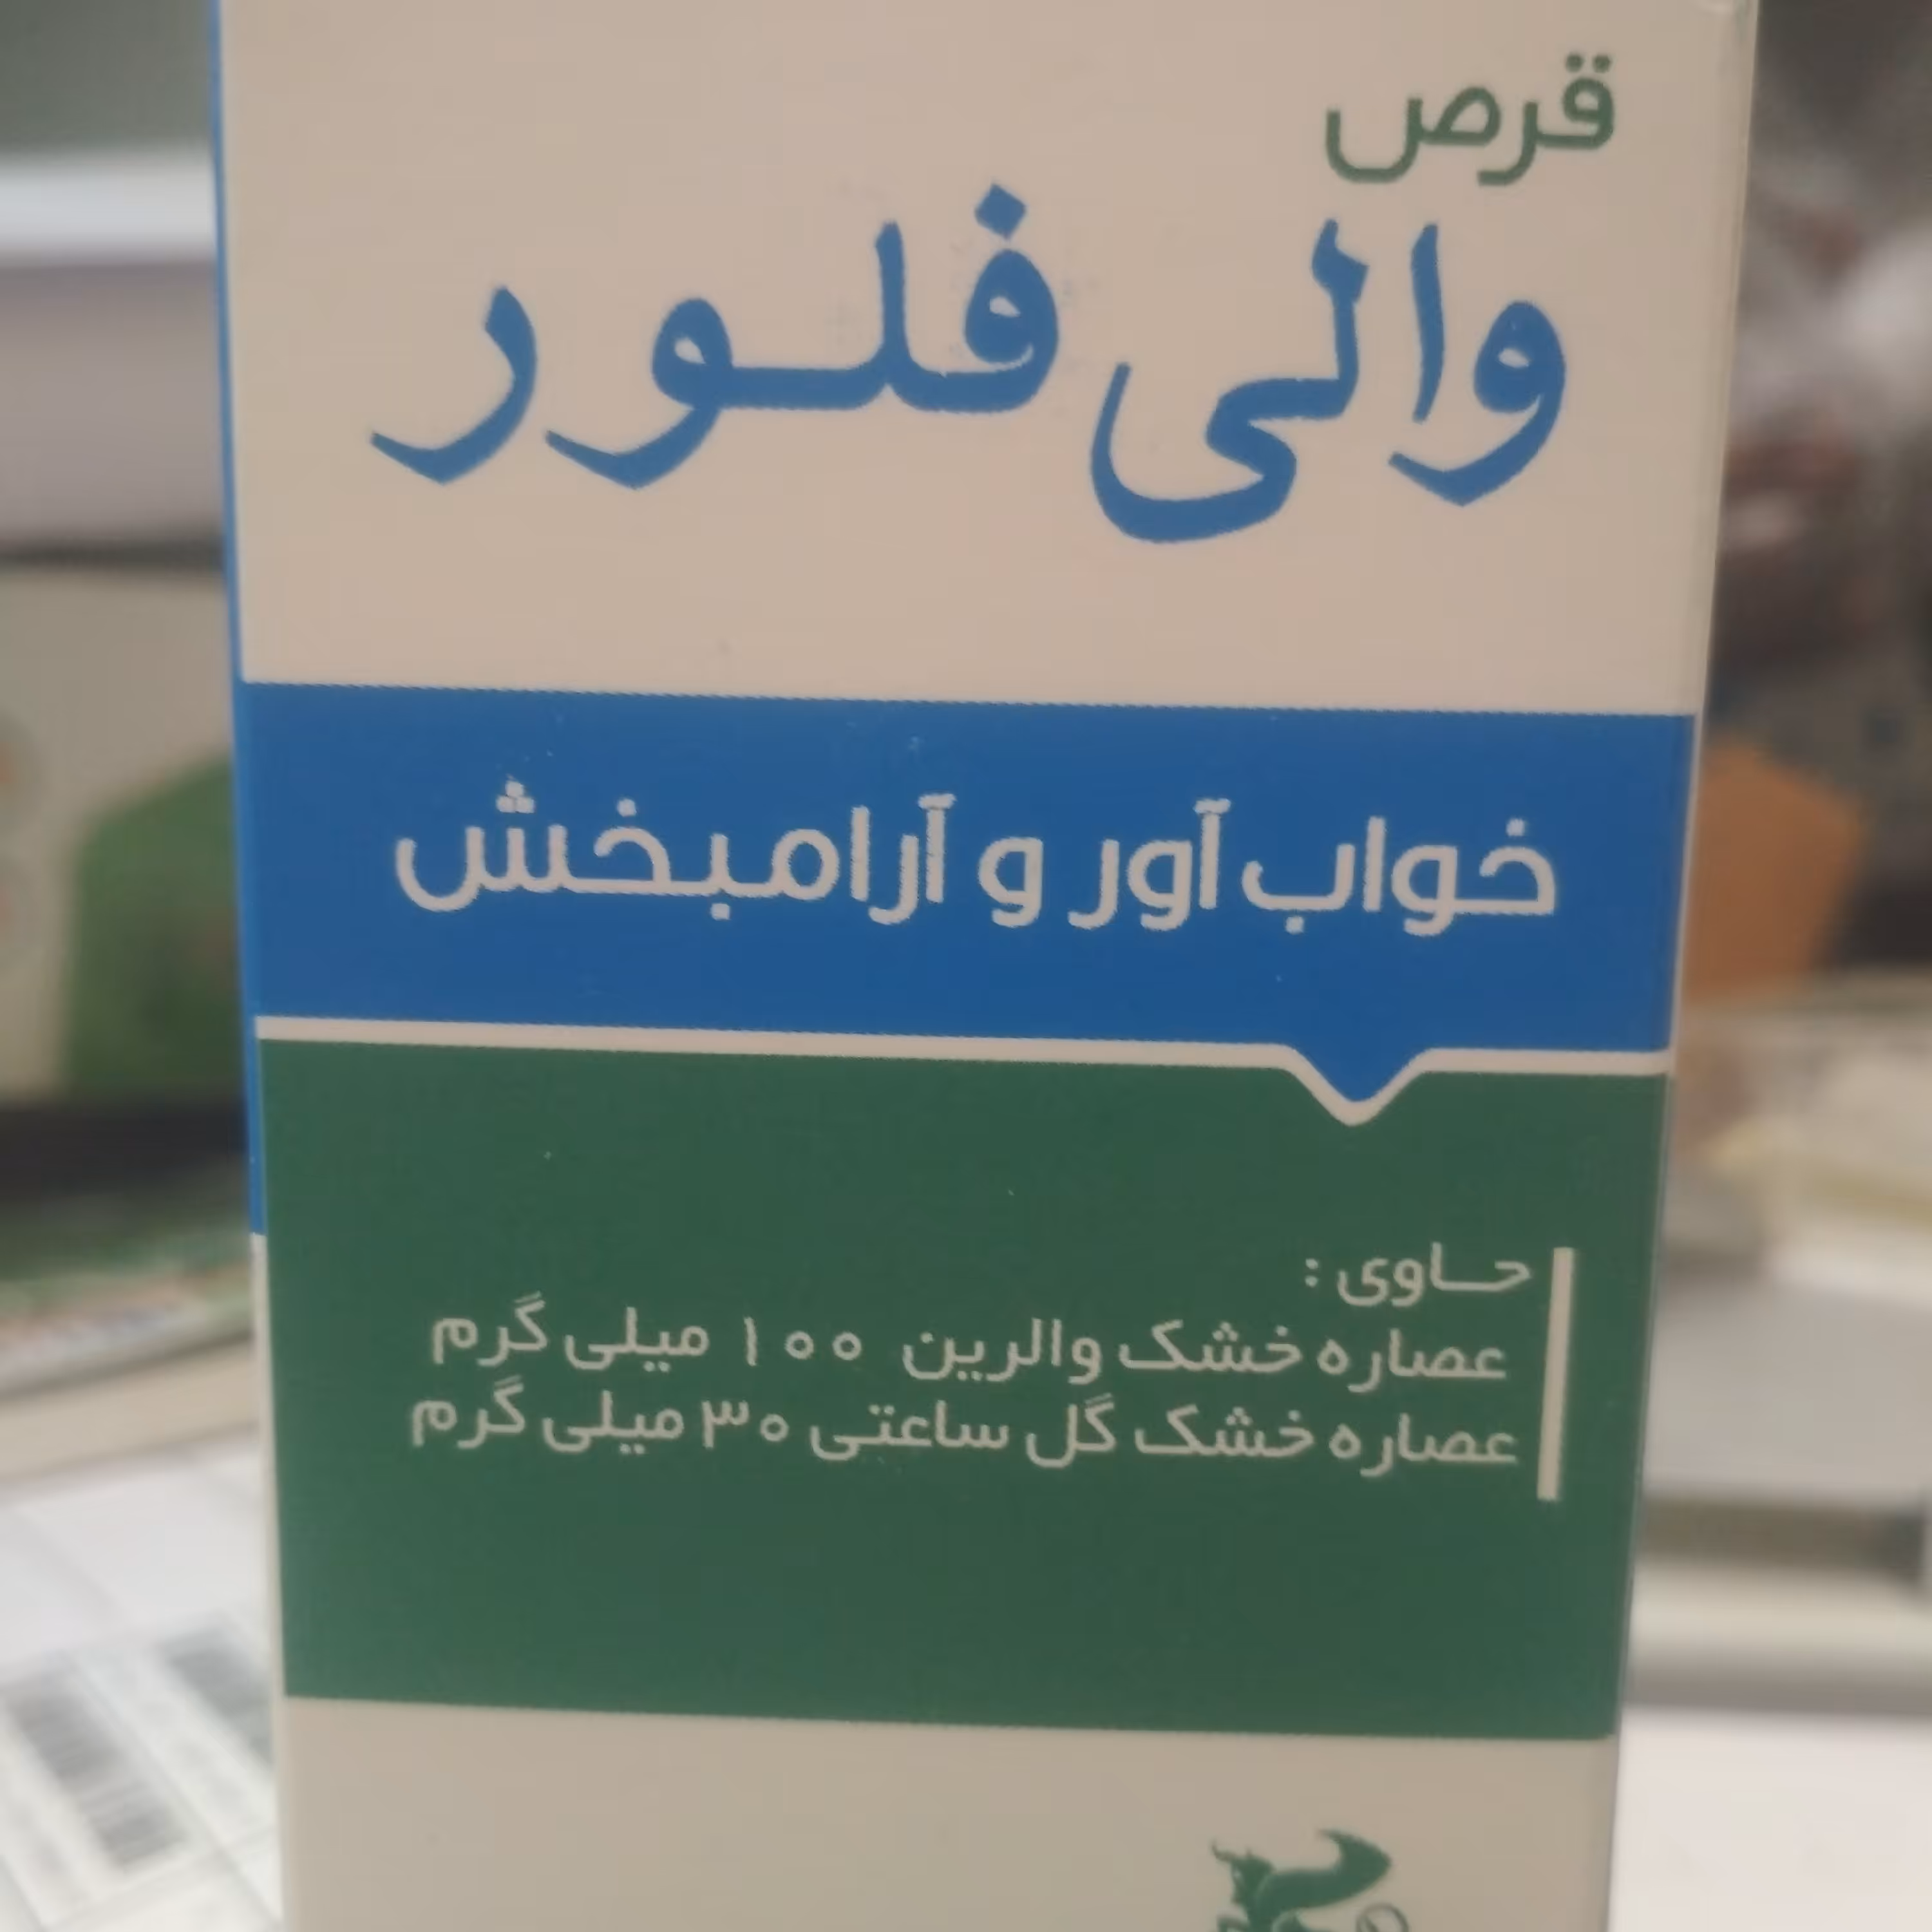 قرص
والی فلور
خواب آور و آرامبخش
حاوی :
عصاره خشک والرین ۱۰۰ میلی گرم
عصاره خشک گل ساعتی ۳۰ میلی گرم